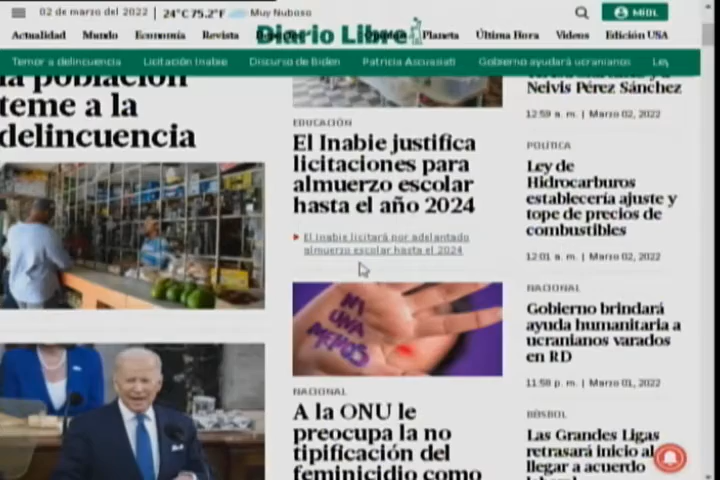 02 de marzo del 2022 | 24°C 75.2°F Muy Nuboso
MiDL
Actualidad Mundo Economía Revista Planeta Última Hora Videos Edición USA
Diario Libre
Temor a delincuencia Licitación Inabie Discurso de Biden Patricia Ascuasiati Gobierno ayudará ucranianos Ley
la población
teme a la
delincuencia
EDUCACIÓN
El Inabie justifica
licitaciones para
almuerzo escolar
hasta el año 2024
El Inabie licitará por adelantado
almuerzo escolar hasta el 2024
NI
UNA
MENOS
NACIONAL
A la ONU le
preocupa la no
tipificación del
feminicidio como
Nelvis Pérez Sánchez
12:59 a. m. | Marzo 02, 2022
POLÍTICA
Ley de
Hidrocarburos
establecería ajuste y
tope de precios de
combustibles
12:01 a. m. | Marzo 02, 2022
NACIONAL
Gobierno brindará
ayuda humanitaria a
ucranianos varados
en RD
11:58 p. m. | Marzo 01, 2022
BÉISBOL
Las Grandes Ligas
retrasará inicio al
llegar a acuerdo